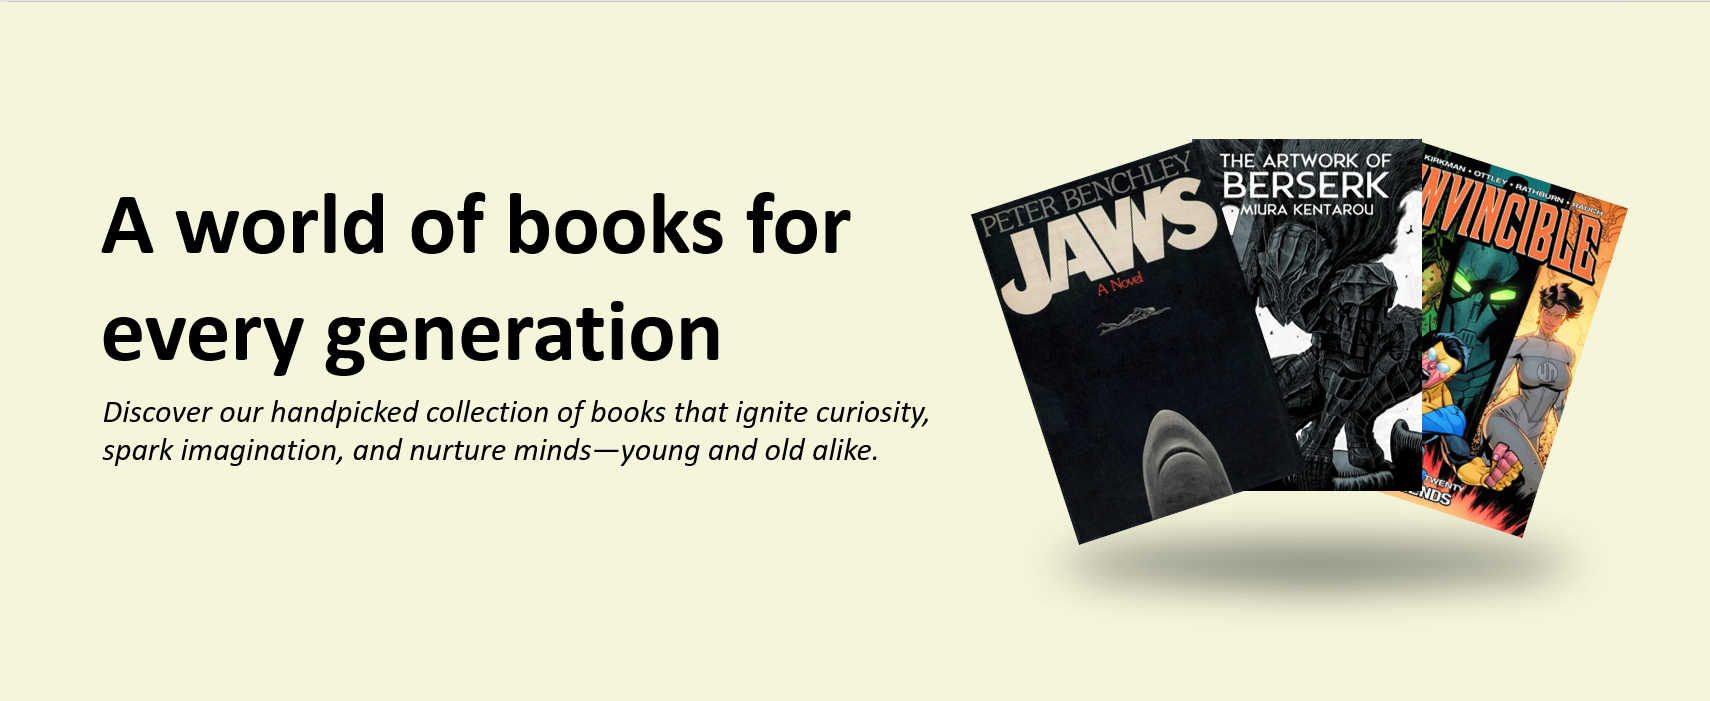 A world of books for
every generation
Discover our handpicked collection of books that ignite curiosity,
spark imagination, and nurture minds—young and old alike.
PETER BENCHLEY
JAWS
A Novel
THE ARTWORK OF
BERSERK
MIURA KENTAROU
KIRKMAN • OTTLEY • RATHBURN • RAUCH
INVINCIBLE
TWENTY